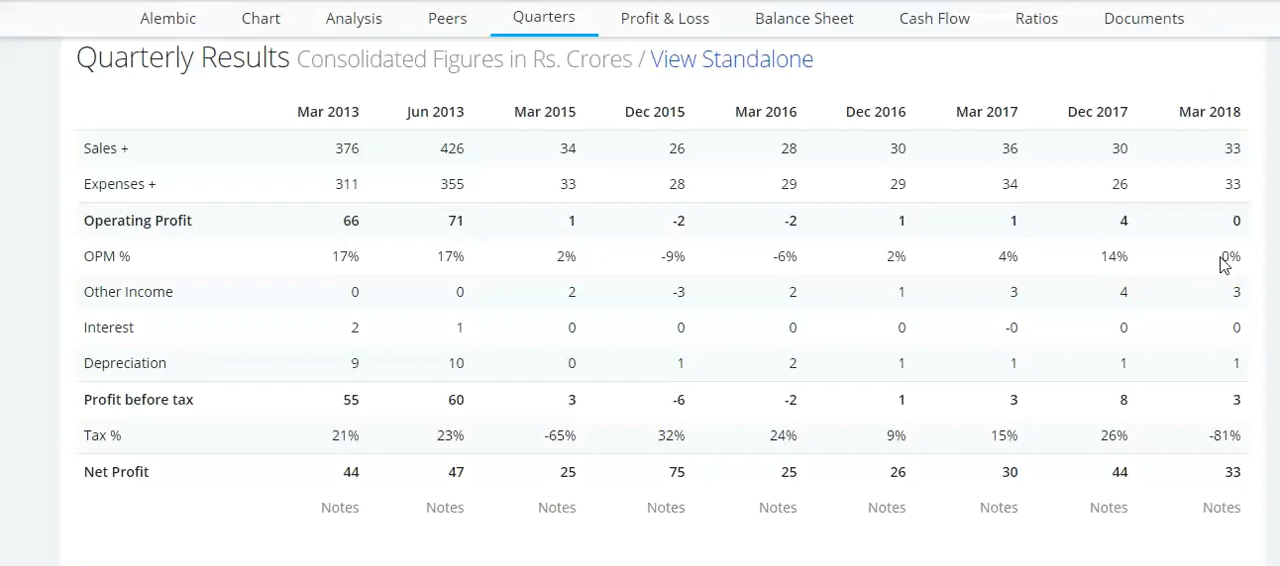 Alembic Chart Analysis Peers Quarters Profit & Loss Balance Sheet Cash Flow Ratios Documents
Quarterly Results Consolidated Figures in Rs. Crores / View Standalone
Mar 2013 Jun 2013 Mar 2015 Dec 2015 Mar 2016 Dec 2016 Mar 2017 Dec 2017 Mar 2018
Sales + 376 426 34 26 28 30 36 30 33
Expenses + 311 355 33 28 29 29 34 26 33
Operating Profit 66 71 1 -2 -2 1 1 4 0
OPM % 17% 17% 2% -9% -6% 2% 4% 14% 0%
Other Income 0 0 2 -3 2 1 3 4 3
Interest 2 1 0 0 0 0 -0 0 0
Depreciation 9 10 0 1 2 1 1 1 1
Profit before tax 55 60 3 -6 -2 1 3 8 3
Tax % 21% 23% -65% 32% 24% 9% 15% 26% -81%
Net Profit 44 47 25 75 25 26 30 44 33
Notes Notes Notes Notes Notes Notes Notes Notes Notes